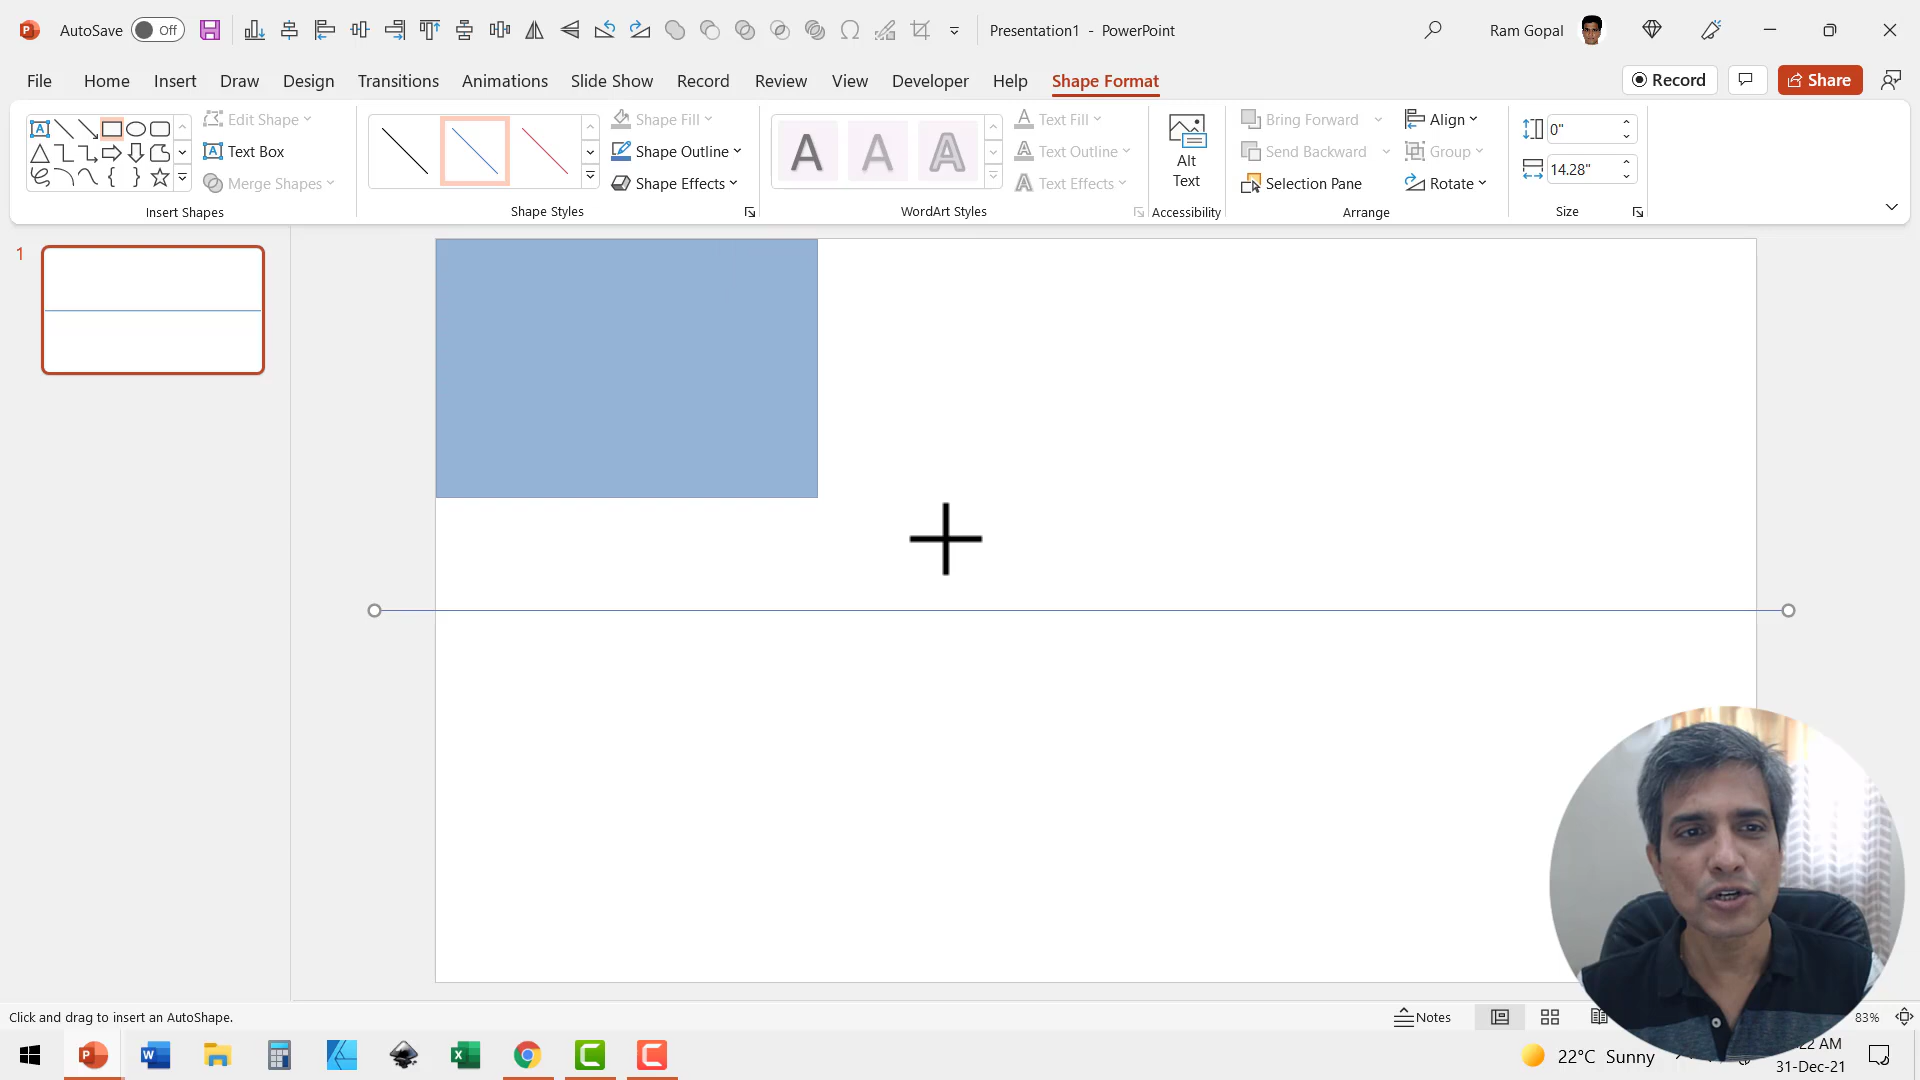 AutoSave Off Presentation1 - PowerPoint Ram Gopal
File Home Insert Draw Design Transitions Animations Slide Show Record Review View Developer Help Shape Format Record Share
Edit Shape
Text Box
Merge Shapes
Insert Shapes
Shape Fill
Shape Outline
Shape Effects
Shape Styles
A A A
Text Fill
Text Outline
Text Effects
WordArt Styles
Alt
Text
Accessibility
Bring Forward
Send Backward
Selection Pane
Align
Group
Rotate
Arrange
0"
14.28"
Size
1
Click and drag to insert an AutoShape.
Notes
83%
22°C Sunny
22 AM
31-Dec-21